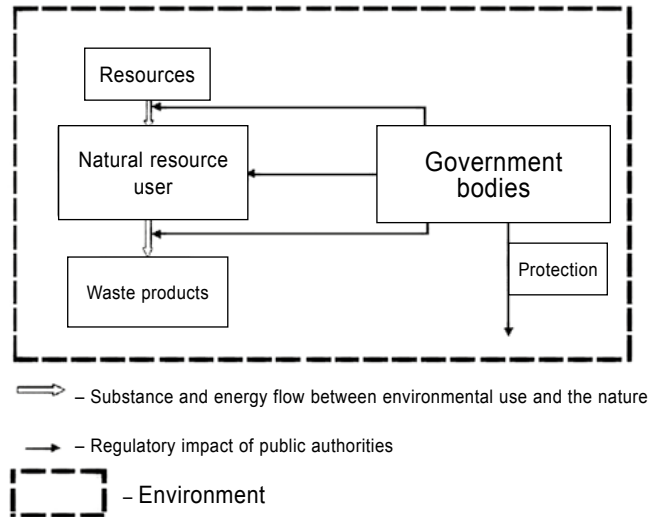 Resources
Natural resource
user
Government
bodies
Protection
Waste products
– Substance and energy flow between environmental use and the nature
– Regulatory impact of public authorities
– Environment